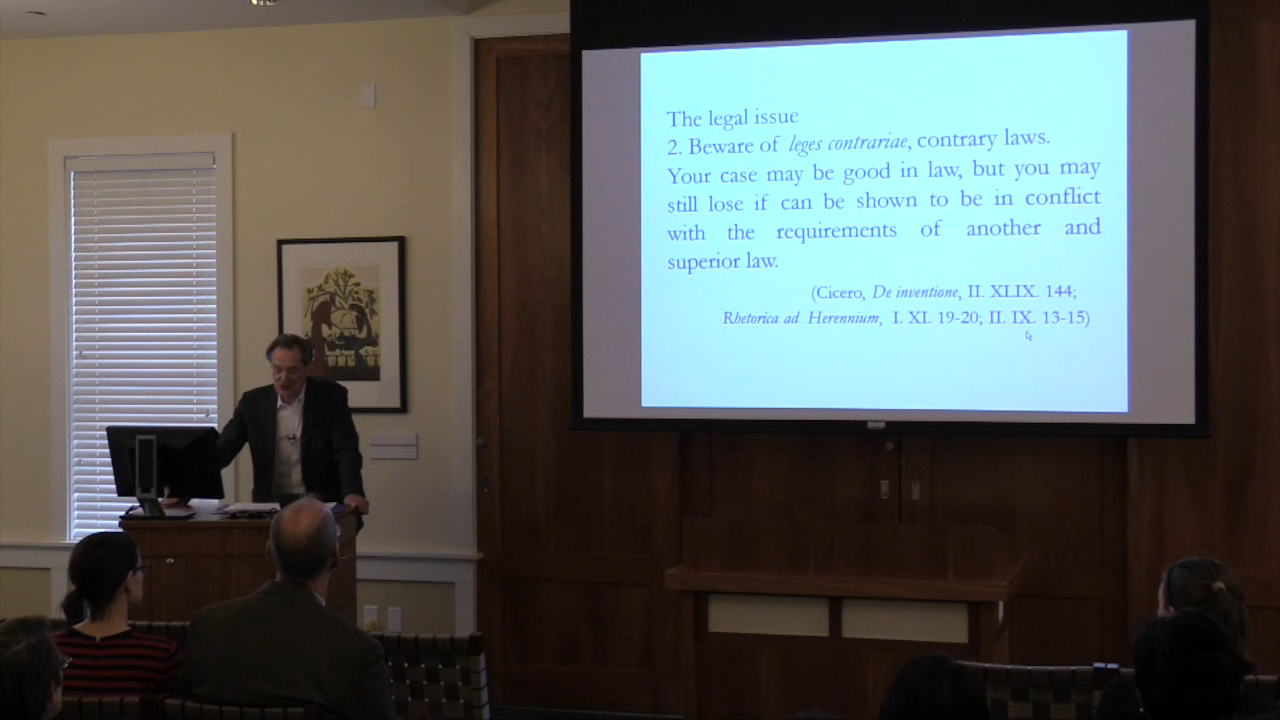 The legal issue
2. Beware of leges contrariae, contrary laws.
Your case may be good in law, but you may
still lose if can be shown to be in conflict
with the requirements of another and
superior law.
(Cicero, De inventione, II. XLIX. 144;
Rhetorica ad Herennium, I. XI. 19-20; II. IX. 13-15)